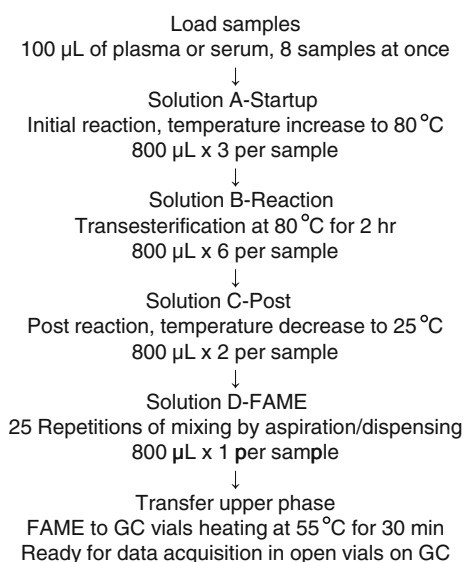 Load samples
100 µL of plasma or serum, 8 samples at once
↓
Solution A-Startup
Initial reaction, temperature increase to 80 °C
800 µL x 3 per sample
↓
Solution B-Reaction
Transesterification at 80 °C for 2 hr
800 µL x 6 per sample
↓
Solution C-Post
Post reaction, temperature decrease to 25 °C
800 µL x 2 per sample
↓
Solution D-FAME
25 Repetitions of mixing by aspiration/dispensing
800 µL x 1 per sample
↓
Transfer upper phase
FAME to GC vials heating at 55 °C for 30 min
Ready for data acquisition in open vials on GC